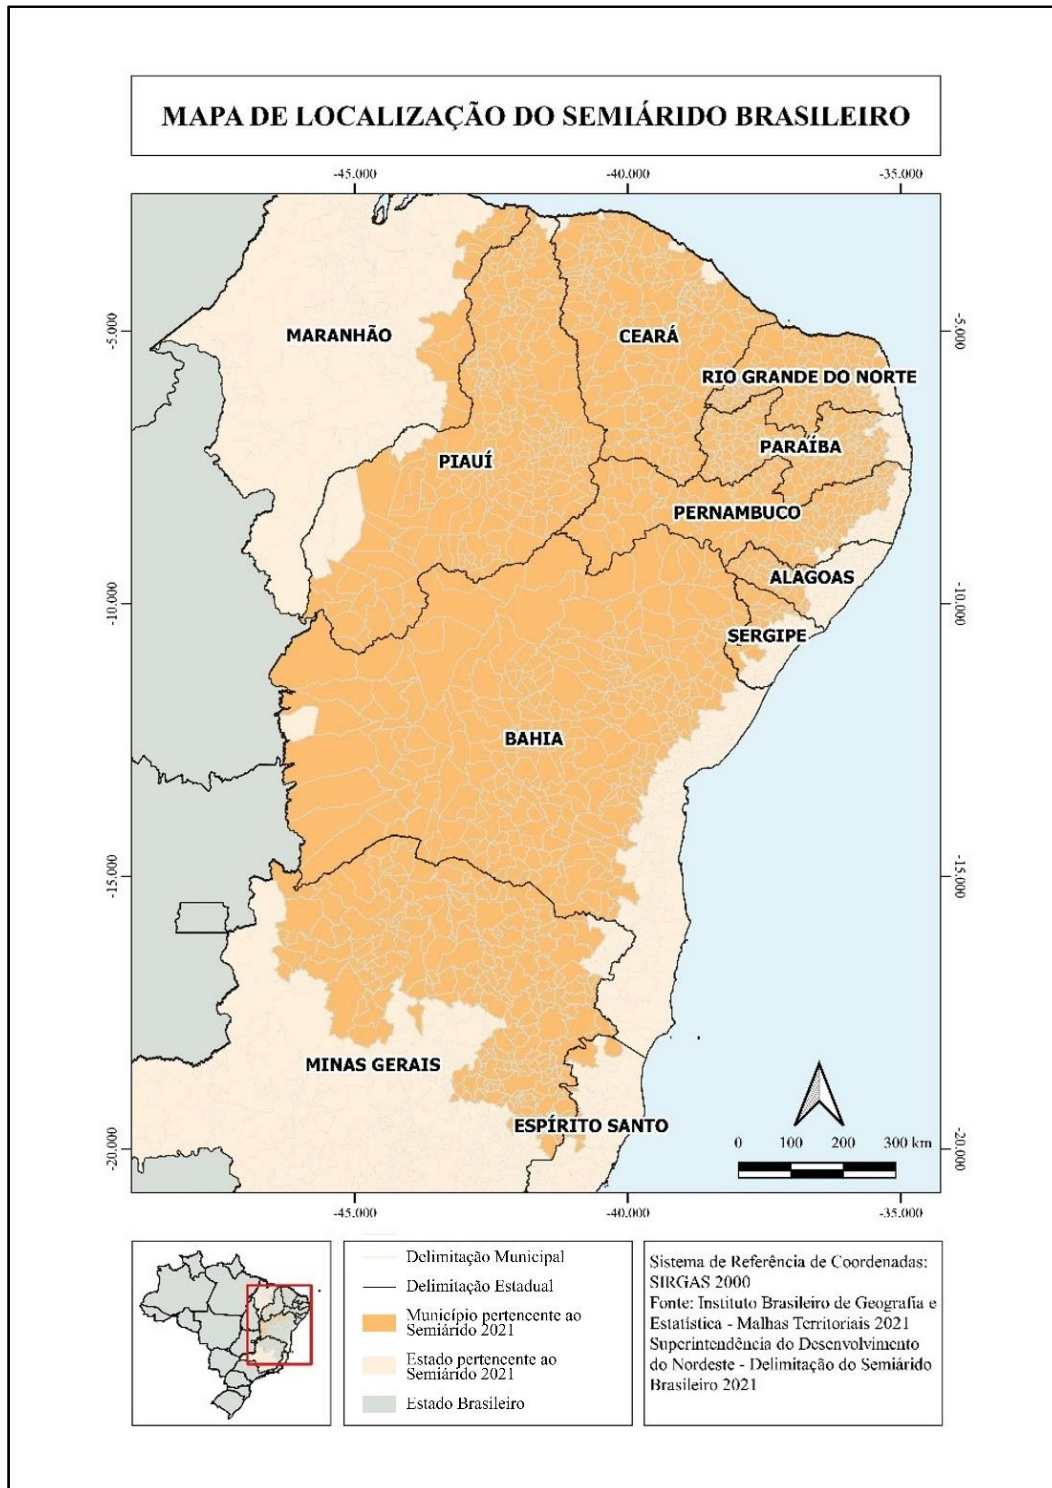 MAPA DE LOCALIZAÇÃO DO SEMIÁRIDO BRASILEIRO
-45.000
-40.000
-35.000
MARANHÃO
CEARÁ
-5.000
-5.000
RIO GRANDE DO NORTE
PARAÍBA
PIAUÍ
PERNAMBUCO
ALAGOAS
-10.000
-10.000
SERGIPE
BAHIA
-15.000
-15.000
MINAS GERAIS
ESPÍRITO SANTO
0 100 200 300 km
-20.000
-20.000
-45.000
-40.000
-35.000
Delimitação Municipal
Delimitação Estadual
Município pertencente ao
Semiárido 2021
Estado pertencente ao
Semiárido 2021
Estado Brasileiro
Sistema de Referência de Coordenadas:
SIRGAS 2000
Fonte: Instituto Brasileiro de Geografia e
Estatística - Malhas Territoriais 2021
Superintendência do Desenvolvimento
do Nordeste - Delimitação do Semiárido
Brasileiro 2021